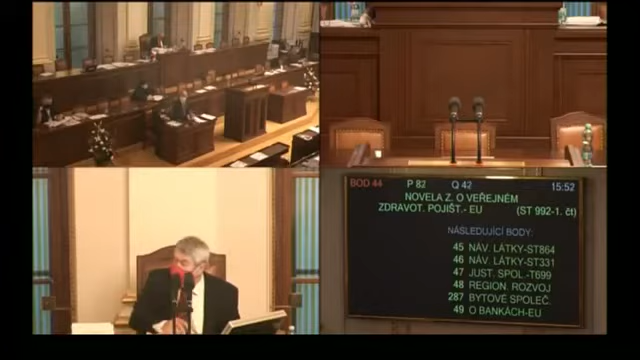 BOD 44 P 82 Q 42 15:52
NOVELA Z. O VEŘEJNÉM
ZDRAVOT. POJIŠT.- EU (ST 992-1. čt)
NÁSLEDUJÍCÍ BODY:
45 NÁV. LÁTKY-ST864
46 NÁV. LÁTKY-ST331
47 JUST. SPOL.-T699
48 REGION. ROZVOJ
287 BYTOVÉ SPOLEČ.
49 O BANKÁCH-EU